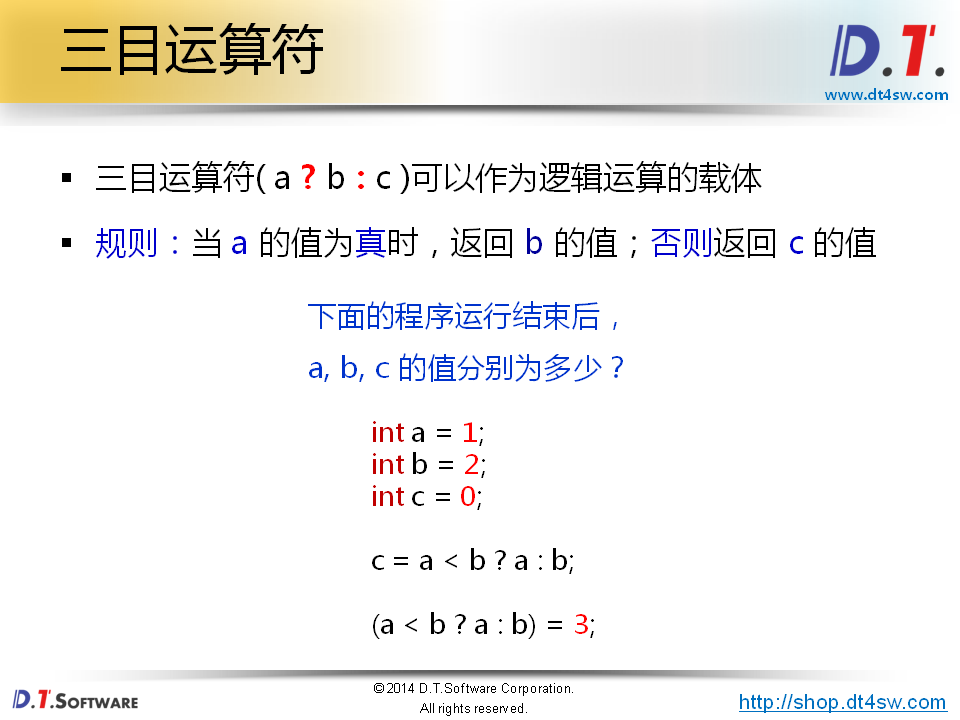 三目运算符
D.T.
www.dt4sw.com
▪ 三目运算符( a ? b : c )可以作为逻辑运算的载体
▪ 规则：当 a 的值为真时，返回 b 的值；否则返回 c 的值
下面的程序运行结束后，
a, b, c 的值分别为多少？
int a = 1;
int b = 2;
int c = 0;
c = a < b ? a : b;
(a < b ? a : b) = 3;
D.T.SOFTWARE
©2014 D.T.Software Corporation.
All rights reserved.
http://shop.dt4sw.com